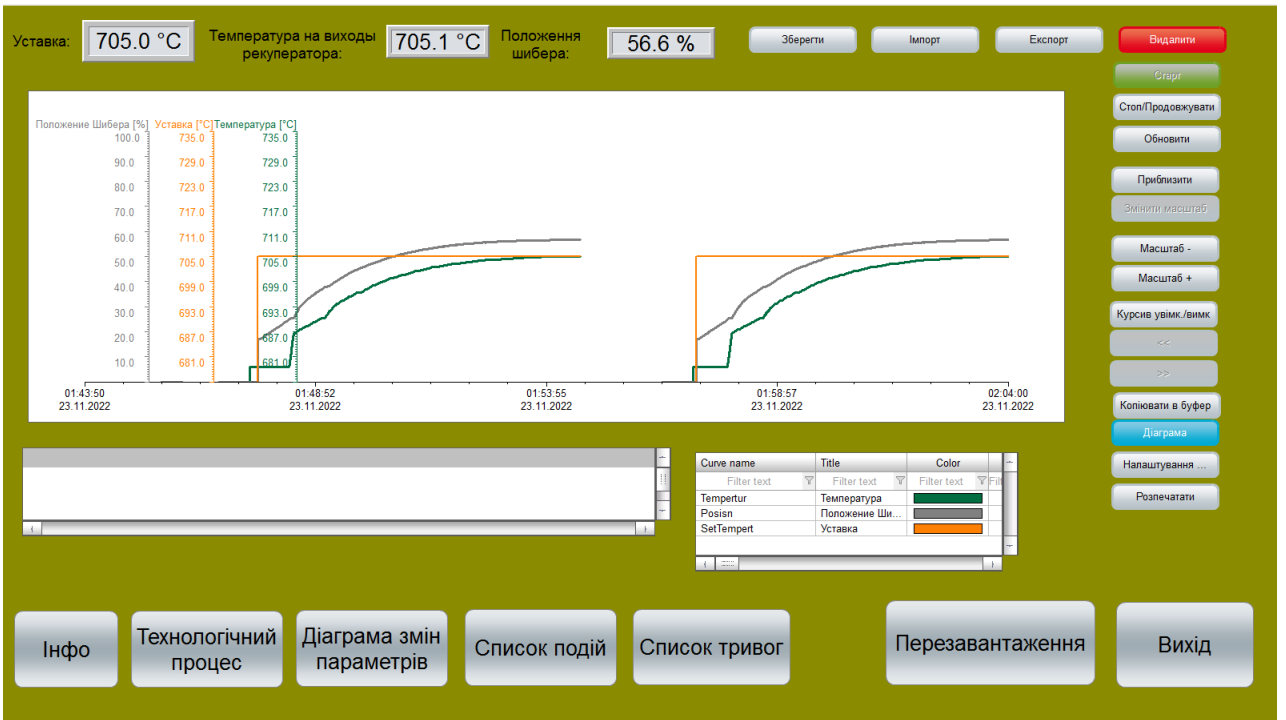 Уставка:
705.0 °C
Температура на виходы
рекуператора:
705.1 °C
Положення
шибера:
56.6 %
Зберегти
Імпорт
Експорт
Видалити
Старт
Стоп/Продовжувати
Обновити
Приблизити
Змінити масштаб
Масштаб -
Масштаб +
Курсив увімк./вимк
<<
>>
Копіювати в буфер
Діаграма
Налаштування ...
Розпечатати
Положение Шибера [%] Уставка [°C] Температура [°C]
100.0 735.0 735.0
90.0 729.0 729.0
80.0 723.0 723.0
70.0 717.0 717.0
60.0 711.0 711.0
50.0 705.0 705.0
40.0 699.0 699.0
30.0 693.0 693.0
20.0 687.0 687.0
10.0 681.0 681.0
01:43:50 01:48:52 01:53:55 01:58:57 02:04:00
23.11.2022 23.11.2022 23.11.2022 23.11.2022 23.11.2022
Curve name Title Color
Filter text Filter text Filter text Filt
Tempertur Температура
Posisn Положение Ши...
SetTempert Уставка
Інфо
Технологічний
процес
Діаграма змін
параметрів
Список подій
Список тривог
Перезавантаження
Вихід